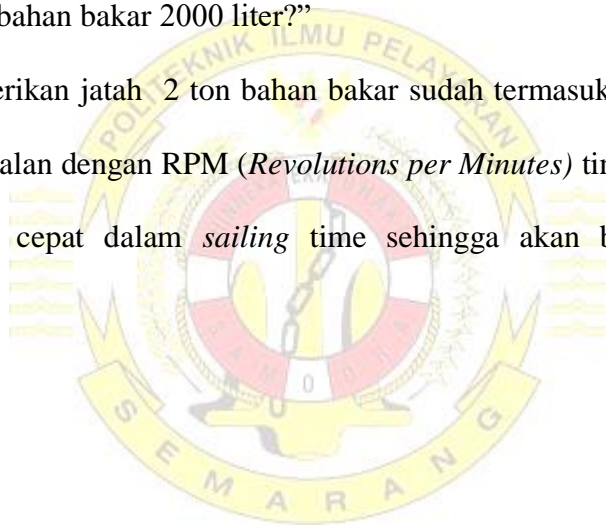 bahan bakar 2000 liter?”
erikan jatah 2 ton bahan bakar sudah termasuk
alan dengan RPM (Revolutions per Minutes) tin
cepat dalam sailing time sehingga akan b
POLITEKNIK ILMU PELAYARAN
SEMARANG